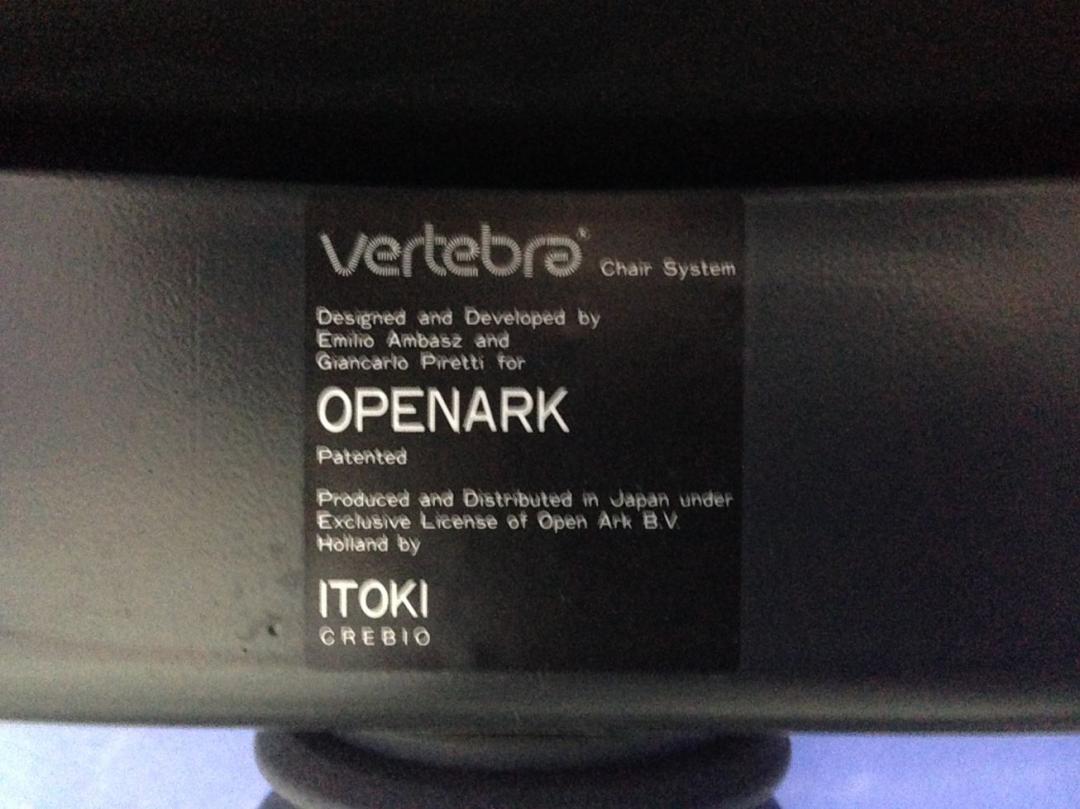 vertebra® Chair System
Designed and Developed by
Emilio Ambasz and
Giancarlo Piretti for
OPENARK
Patented
Produced and Distributed in Japan under
Exclusive License of Open Ark B.V.
Holland by
ITOKI
CREBIO